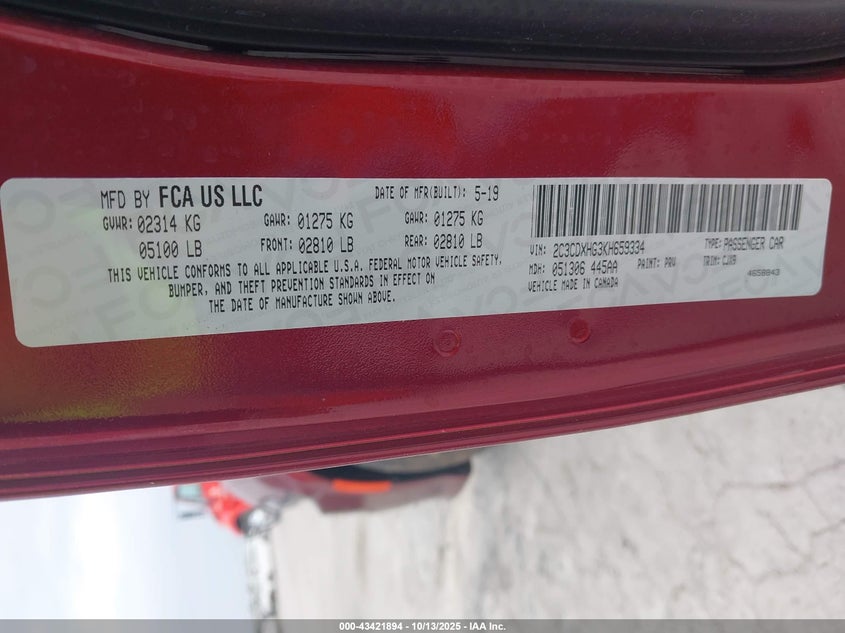 MFD BY FCA US LLC
DATE OF MFR(BUILT): 5-19
GVWR: 02314 KG
GAWR: 01275 KG
GAWR: 01275 KG
05100 LB
FRONT: 02810 LB
REAR: 02810 LB
THIS VEHICLE CONFORMS TO ALL APPLICABLE U.S.A. FEDERAL MOTOR VEHICLE SAFETY,
BUMPER, AND THEFT PREVENTION STANDARDS IN EFFECT ON
THE DATE OF MANUFACTURE SHOWN ABOVE.
VIN: 2C3CDXHG3KH659334
TYPE: PASSENGER CAR
MDH: 051306 445AA
PAINT: PRV
TRIM: CJX9
VEHICLE MADE IN CANADA
4658843
000-43421894 - 10/13/2025 - IAA Inc. Copyright